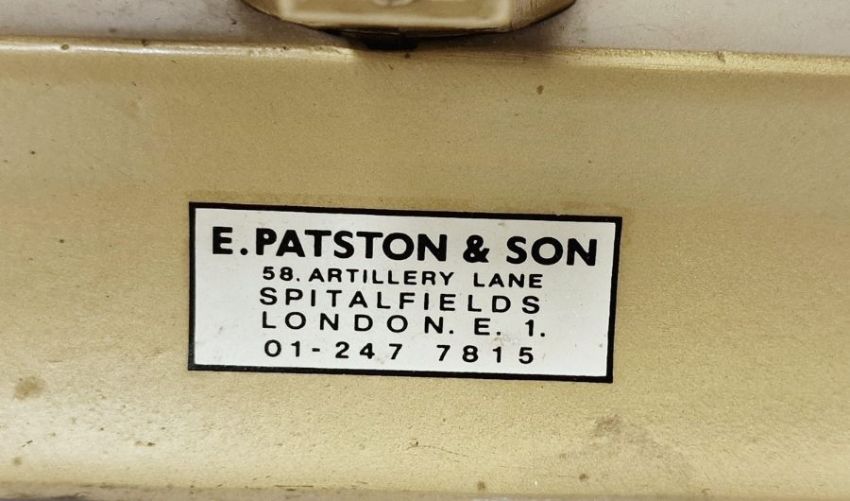 E. PATSTON & SON
58. ARTILLERY LANE
SPITALFIELDS
LONDON. E. 1.
01-247 7815